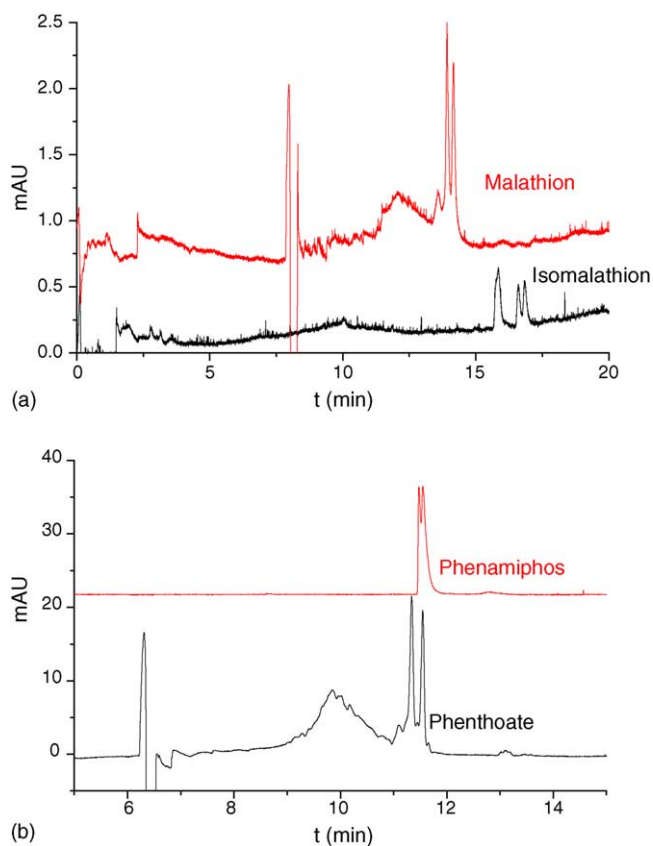 2.5
2.0
1.5
1.0
0.5
0.0
mAU
Malathion
Isomalathion
0 5 10 15 20
t (min)
(a)
40
30
20
10
0
mAU
Phenamiphos
Phenthoate
6 8 10 12 14
t (min)
(b)